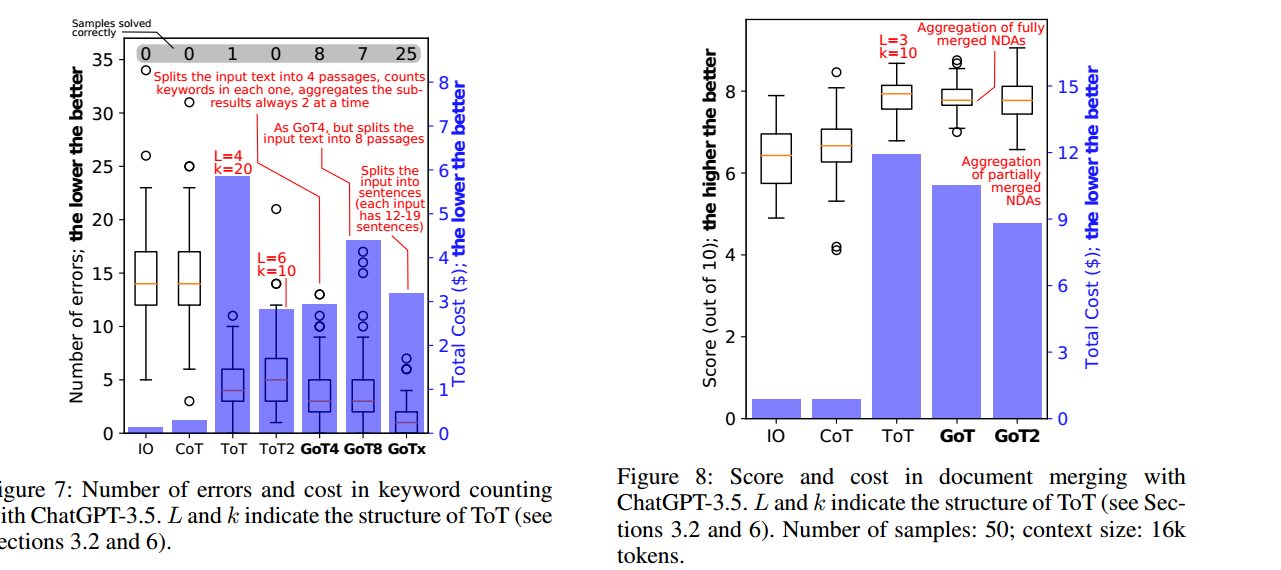 Samples solved
correctly
0 0 1 0 8 7 25
Splits the input text into 4 passages, counts
keywords in each one, aggregates the sub-
results always 2 at a time
As GoT4, but splits the
input text into 8 passages
Splits the
input into
sentences
(each input
has 12-19
sentences)
L=4
k=20
L=6
k=10
Number of errors; the lower the better
35
30
25
20
15
10
5
0
Total Cost ($); the lower the better
8
7
6
5
4
3
2
1
0
IO CoT ToT ToT2 GoT4 GoT8 GoTx
igure 7: Number of errors and cost in keyword counting
ith ChatGPT-3.5. L and k indicate the structure of ToT (see
ections 3.2 and 6).
Aggregation of fully
merged NDAs
L=3
k=10
Aggregation
of partially
merged
NDAs
Score (out of 10); the higher the better
8
6
4
2
0
Total Cost ($); the lower the better
15
12
9
6
3
0
IO CoT ToT GoT GoT2
Figure 8: Score and cost in document merging with
ChatGPT-3.5. L and k indicate the structure of ToT (see Sec-
tions 3.2 and 6). Number of samples: 50; context size: 16k
tokens.